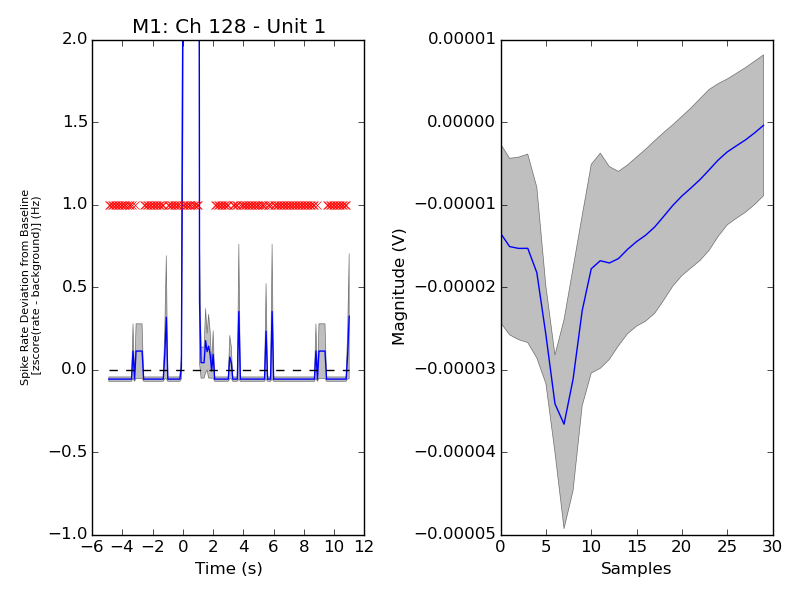 M1: Ch 128 - Unit 1
2.0
1.5
1.0
0.5
0.0
−0.5
−1.0
−6 −4 −2 0 2 4 6 8 10 12
Time (s)
Spike Rate Deviation from Baseline
[zscore(rate - background)] (Hz)
0.00001
0.00000
−0.00001
−0.00002
−0.00003
−0.00004
−0.00005
0 5 10 15 20 25 30
Samples
Magnitude (V)